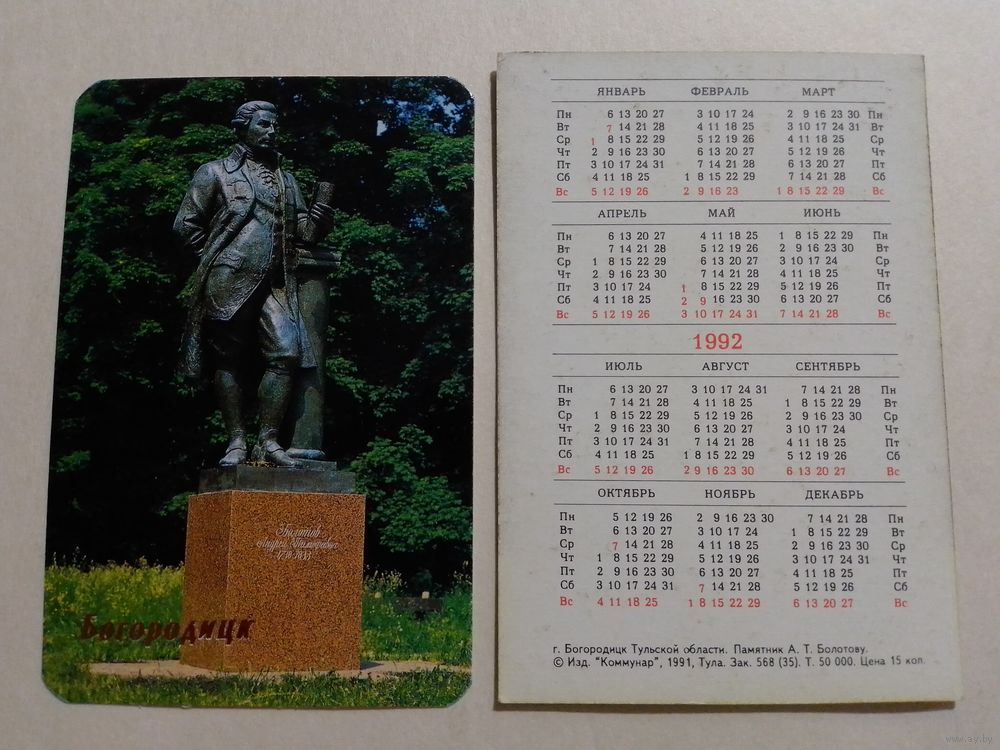 Болотов
Андрей Тимофеевич
1738-1833
Богородицк
ЯНВАРЬ ФЕВРАЛЬ МАРТ
Пн 6 13 20 27 3 10 17 24 2 9 16 23 30 Пн
Вт 7 14 21 28 4 11 18 25 3 10 17 24 31 Вт
Ср 1 8 15 22 29 5 12 19 26 4 11 18 25 Ср
Чт 2 9 16 23 30 6 13 20 27 5 12 19 26 Чт
Пт 3 10 17 24 31 7 14 21 28 6 13 20 27 Пт
Сб 4 11 18 25 1 8 15 22 29 7 14 21 28 Сб
Вс 5 12 19 26 2 9 16 23 1 8 15 22 29 Вс
АПРЕЛЬ МАЙ ИЮНЬ
Пн 6 13 20 27 4 11 18 25 1 8 15 22 29 Пн
Вт 7 14 21 28 5 12 19 26 2 9 16 23 30 Вт
Ср 1 8 15 22 29 6 13 20 27 3 10 17 24 Ср
Чт 2 9 16 23 30 7 14 21 28 4 11 18 25 Чт
Пт 3 10 17 24 1 8 15 22 29 5 12 19 26 Пт
Сб 4 11 18 25 2 9 16 23 30 6 13 20 27 Сб
Вс 5 12 19 26 3 10 17 24 31 7 14 21 28 Вс
1992
ИЮЛЬ АВГУСТ СЕНТЯБРЬ
Пн 6 13 20 27 3 10 17 24 31 7 14 21 28 Пн
Вт 7 14 21 28 4 11 18 25 1 8 15 22 29 Вт
Ср 1 8 15 22 29 5 12 19 26 2 9 16 23 30 Ср
Чт 2 9 16 23 30 6 13 20 27 3 10 17 24 Чт
Пт 3 10 17 24 31 7 14 21 28 4 11 18 25 Пт
Сб 4 11 18 25 1 8 15 22 29 5 12 19 26 Сб
Вс 5 12 19 26 2 9 16 23 30 6 13 20 27 Вс
ОКТЯБРЬ НОЯБРЬ ДЕКАБРЬ
Пн 5 12 19 26 2 9 16 23 30 7 14 21 28 Пн
Вт 6 13 20 27 3 10 17 24 1 8 15 22 29 Вт
Ср 7 14 21 28 4 11 18 25 2 9 16 23 30 Ср
Чт 1 8 15 22 29 5 12 19 26 3 10 17 24 31 Чт
Пт 2 9 16 23 30 6 13 20 27 4 11 18 25 Пт
Сб 3 10 17 24 31 7 14 21 28 5 12 19 26 Сб
Вс 4 11 18 25 1 8 15 22 29 6 13 20 27 Вс
г. Богородицк Тульской области. Памятник А. Т. Болотову.
© Изд. "Коммунар", 1991, Тула. Зак. 568 (35). Т. 50 000. Цена 15 коп.
www.ay.by